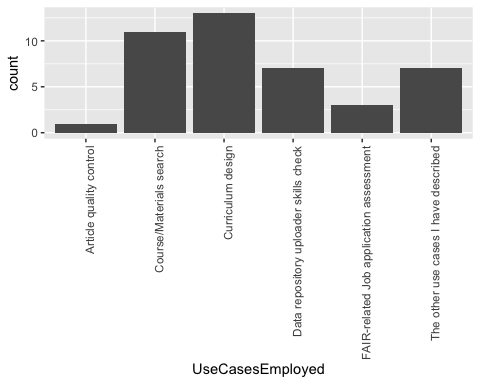 count
10
5
0
Article quality control
Course/Materials search
Curriculum design
Data repository uploader skills check
FAIR-related Job application assessment
The other use cases I have described
UseCasesEmployed